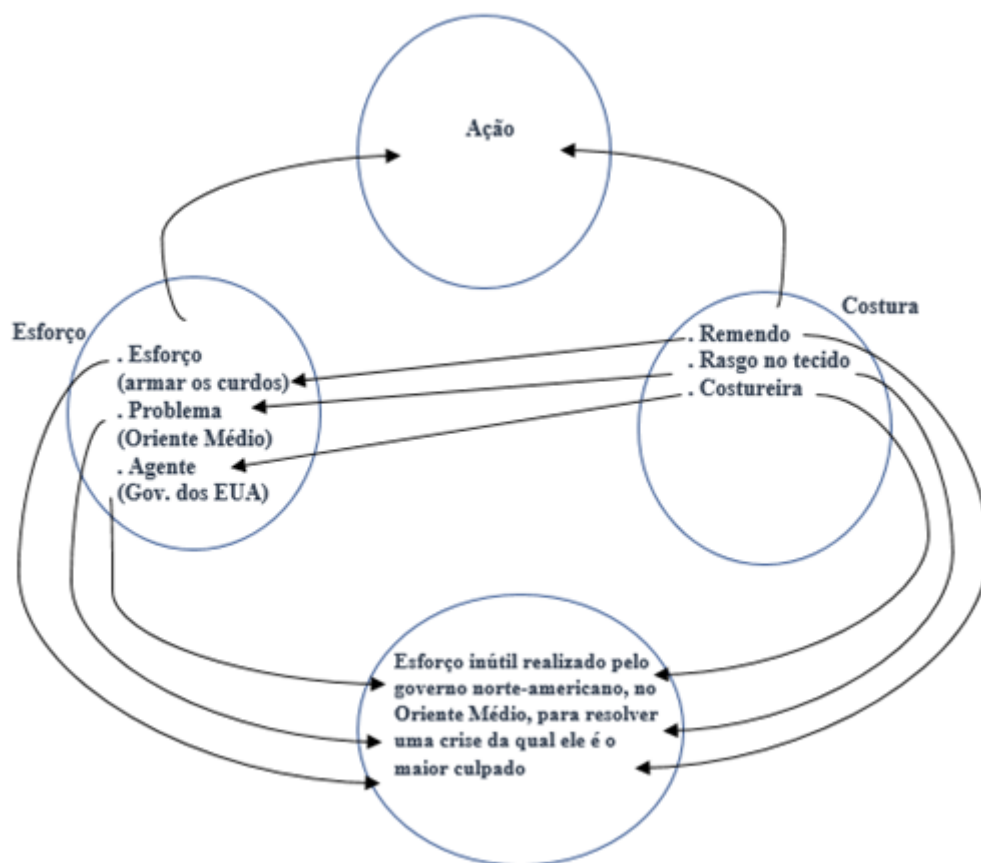 Ação
Esforço
. Esforço
(armar os curdos)
. Problema
(Oriente Médio)
. Agente
(Gov. dos EUA)
Costura
. Remendo
. Rasgo no tecido
. Costureira
Esforço inútil realizado pelo
governo norte-americano, no
Oriente Médio, para resolver
uma crise da qual ele é o
maior culpado